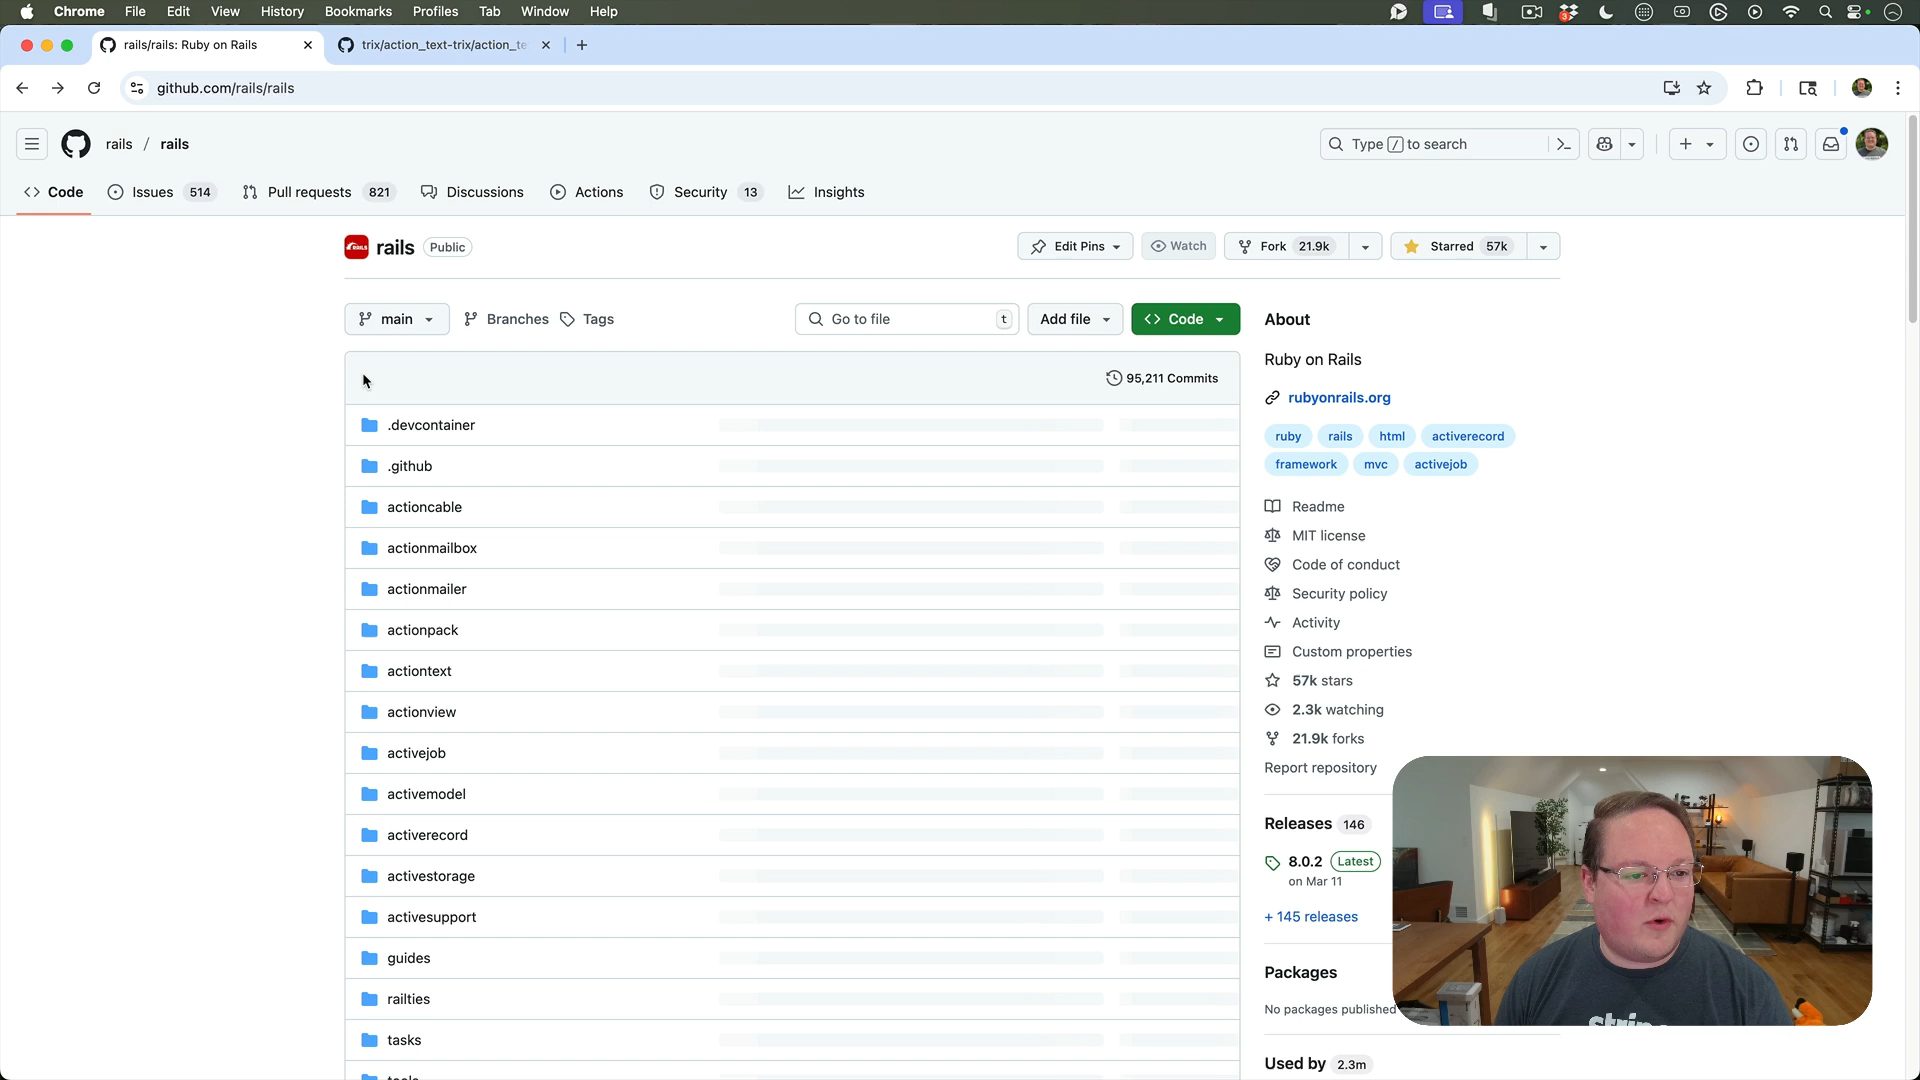 Chrome File Edit View History Bookmarks Profiles Tab Window Help
3
rails/rails: Ruby on Rails
trix/action_text-trix/action_te
github.com/rails/rails
rails / rails
Type / to search
Code
Issues 514
Pull requests 821
Discussions
Actions
Security 13
Insights
RAILS
rails Public
Edit Pins
Watch
Fork 21.9k
Starred 57k
main
Branches
Tags
Go to file t
Add file
Code
95,211 Commits
.devcontainer
.github
actioncable
actionmailbox
actionmailer
actionpack
actiontext
actionview
activejob
activemodel
activerecord
activestorage
activesupport
guides
railties
tasks
About
Ruby on Rails
rubyonrails.org
ruby rails html activerecord
framework mvc activejob
Readme
MIT license
Code of conduct
Security policy
Activity
Custom properties
57k stars
2.3k watching
21.9k forks
Report repository
Releases 146
8.0.2 Latest
on Mar 11
+ 145 releases
Packages
No packages published
Used by 2.3m